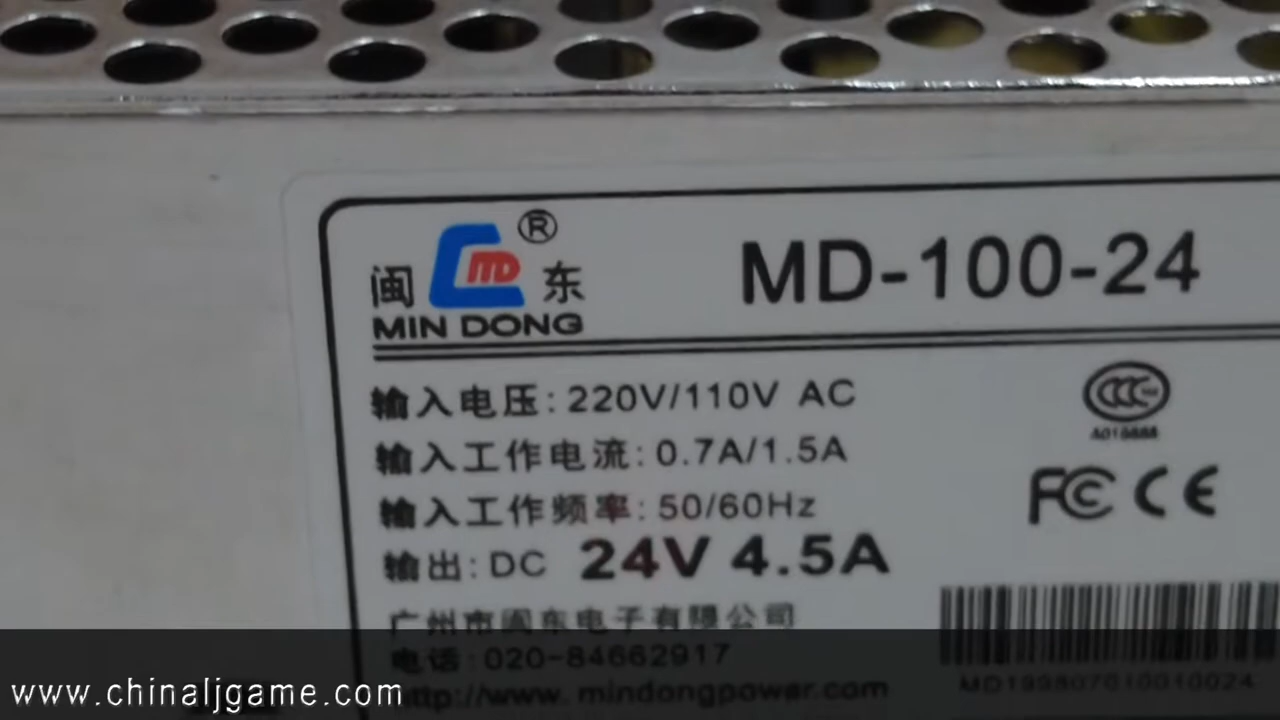 闽 MD ® 东
MIN DONG
MD-100-24
输入电压: 220V/110V AC
输入工作电流: 0.7A/1.5A
输入工作频率: 50/60Hz
输出: DC 24V 4.5A
CCC
FC CE
广州市闽东电子有限公司
电话: 020-84662917
http://www.mindongpower.com
www.chinaljgame.com